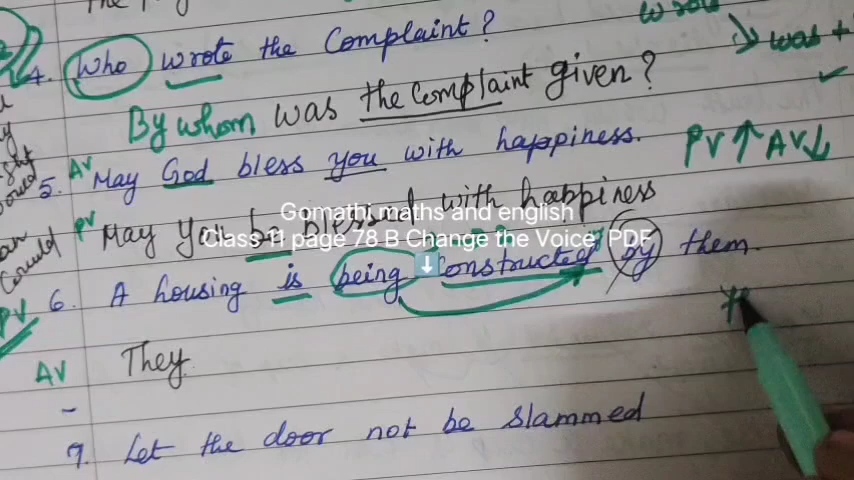 wrote
4. Who wrote the Complaint?
was +
By whom was the Complaint given?
PV AV
AV
5. May God bless you with happiness.
PV May you be blessed with happiness
Gomathi maths and english
Class 11 page 78 B Change the Voice, PDF
Could
PV 6. A housing is being Constructed by them.
AV They
9. Let the door not be slammed